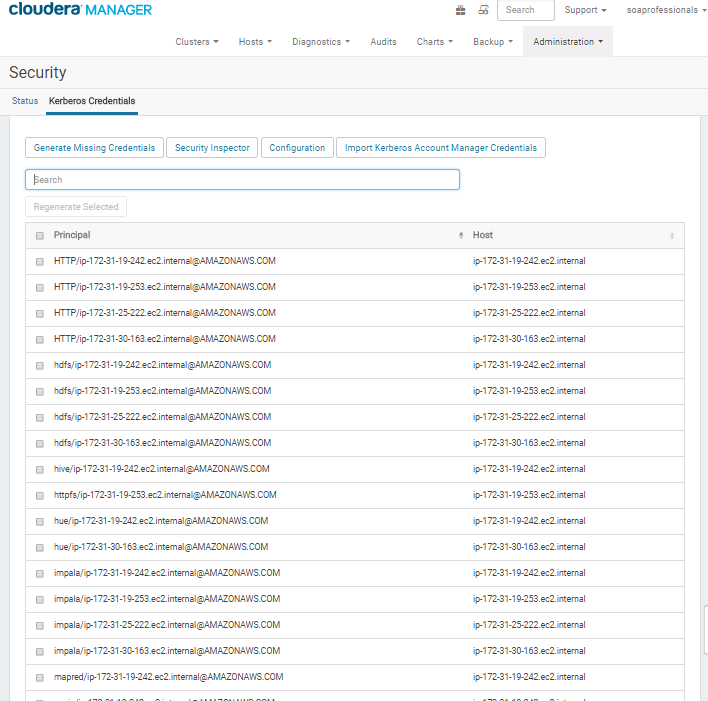 cloudera MANAGER
Search
Support
soaprofessionals
Clusters Hosts Diagnostics Audits Charts Backup Administration
Security
Status Kerberos Credentials
Generate Missing Credentials Security Inspector Configuration Import Kerberos Account Manager Credentials
Search
Regenerate Selected
Principal Host
HTTP/ip-172-31-19-242.ec2.internal@AMAZONAWS.COM ip-172-31-19-242.ec2.internal
HTTP/ip-172-31-19-253.ec2.internal@AMAZONAWS.COM ip-172-31-19-253.ec2.internal
HTTP/ip-172-31-25-222.ec2.internal@AMAZONAWS.COM ip-172-31-25-222.ec2.internal
HTTP/ip-172-31-30-163.ec2.internal@AMAZONAWS.COM ip-172-31-30-163.ec2.internal
hdfs/ip-172-31-19-242.ec2.internal@AMAZONAWS.COM ip-172-31-19-242.ec2.internal
hdfs/ip-172-31-19-253.ec2.internal@AMAZONAWS.COM ip-172-31-19-253.ec2.internal
hdfs/ip-172-31-25-222.ec2.internal@AMAZONAWS.COM ip-172-31-25-222.ec2.internal
hdfs/ip-172-31-30-163.ec2.internal@AMAZONAWS.COM ip-172-31-30-163.ec2.internal
hive/ip-172-31-19-242.ec2.internal@AMAZONAWS.COM ip-172-31-19-242.ec2.internal
httpfs/ip-172-31-19-253.ec2.internal@AMAZONAWS.COM ip-172-31-19-253.ec2.internal
hue/ip-172-31-19-242.ec2.internal@AMAZONAWS.COM ip-172-31-19-242.ec2.internal
hue/ip-172-31-30-163.ec2.internal@AMAZONAWS.COM ip-172-31-30-163.ec2.internal
impala/ip-172-31-19-242.ec2.internal@AMAZONAWS.COM ip-172-31-19-242.ec2.internal
impala/ip-172-31-19-253.ec2.internal@AMAZONAWS.COM ip-172-31-19-253.ec2.internal
impala/ip-172-31-25-222.ec2.internal@AMAZONAWS.COM ip-172-31-25-222.ec2.internal
impala/ip-172-31-30-163.ec2.internal@AMAZONAWS.COM ip-172-31-30-163.ec2.internal
mapred/ip-172-31-19-242.ec2.internal@AMAZONAWS.COM ip-172-31-19-242.ec2.internal